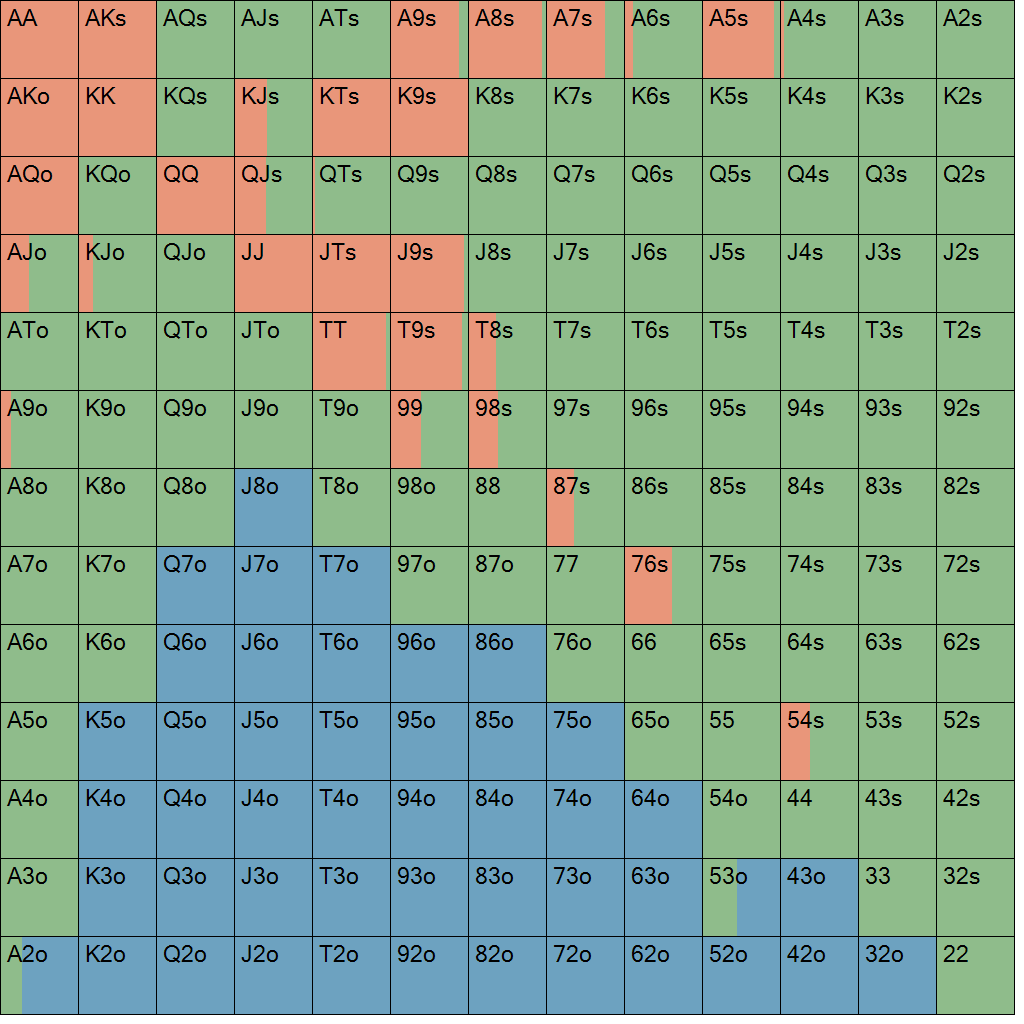 AA AKs AQs AJs ATs A9s A8s A7s A6s A5s A4s A3s A2s
AKo KK KQs KJs KTs K9s K8s K7s K6s K5s K4s K3s K2s
AQo KQo QQ QJs QTs Q9s Q8s Q7s Q6s Q5s Q4s Q3s Q2s
AJo KJo QJo JJ JTs J9s J8s J7s J6s J5s J4s J3s J2s
ATo KTo QTo JTo TT T9s T8s T7s T6s T5s T4s T3s T2s
A9o K9o Q9o J9o T9o 99 98s 97s 96s 95s 94s 93s 92s
A8o K8o Q8o J8o T8o 98o 88 87s 86s 85s 84s 83s 82s
A7o K7o Q7o J7o T7o 97o 87o 77 76s 75s 74s 73s 72s
A6o K6o Q6o J6o T6o 96o 86o 76o 66 65s 64s 63s 62s
A5o K5o Q5o J5o T5o 95o 85o 75o 65o 55 54s 53s 52s
A4o K4o Q4o J4o T4o 94o 84o 74o 64o 54o 44 43s 42s
A3o K3o Q3o J3o T3o 93o 83o 73o 63o 53o 43o 33 32s
A2o K2o Q2o J2o T2o 92o 82o 72o 62o 52o 42o 32o 22